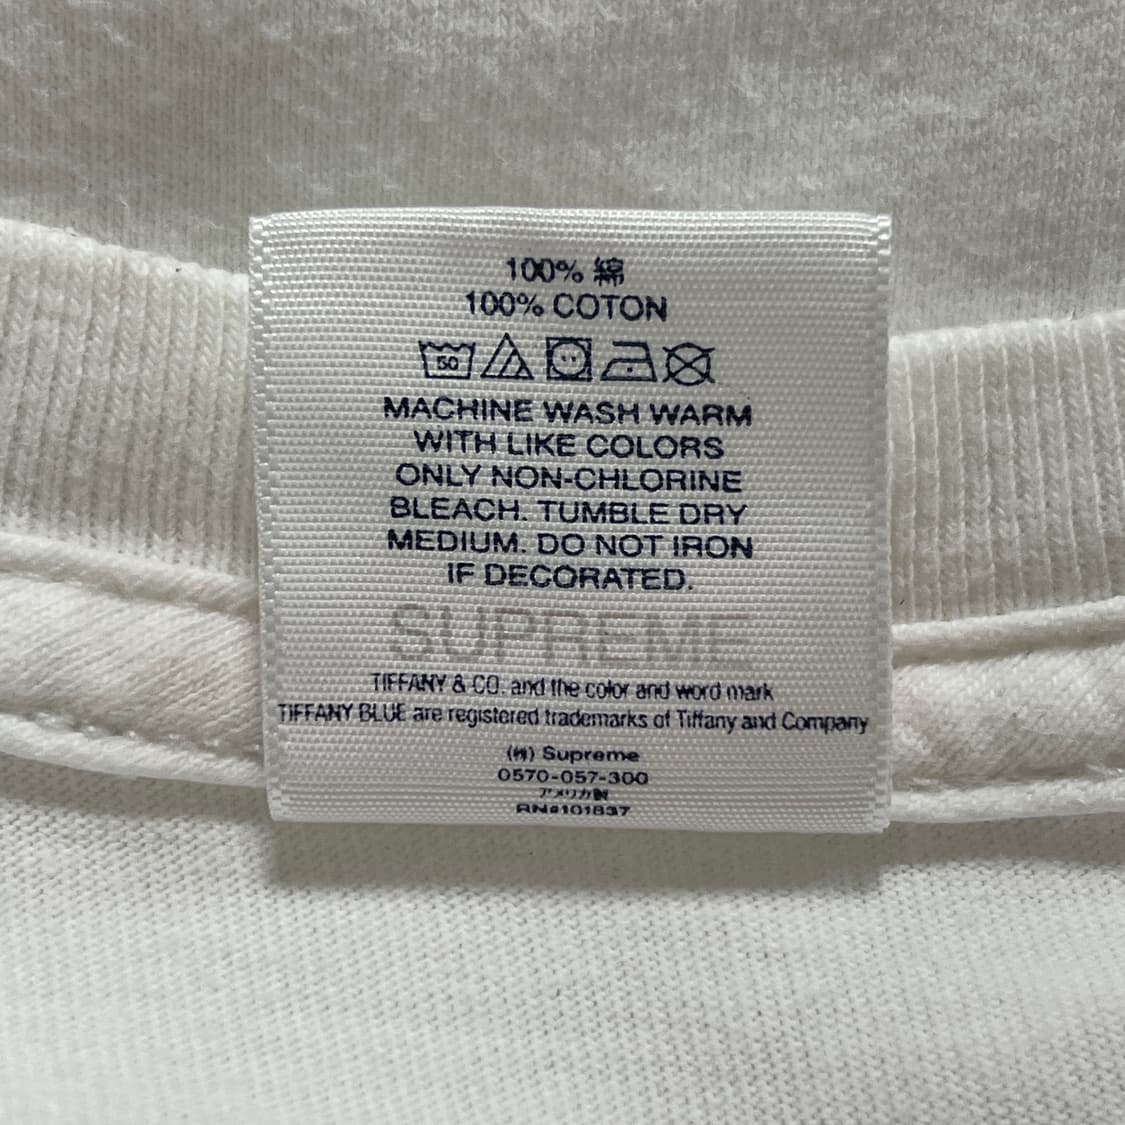 100% 綿
100% COTON
50
MACHINE WASH WARM
WITH LIKE COLORS
ONLY NON-CHLORINE
BLEACH. TUMBLE DRY
MEDIUM. DO NOT IRON
IF DECORATED.
SUPREME
TIFFANY & CO. and the color and word mark
TIFFANY BLUE are registered trademarks of Tiffany and Company
(株) Supreme
0570-057-300
アメリカ製
RN#101837